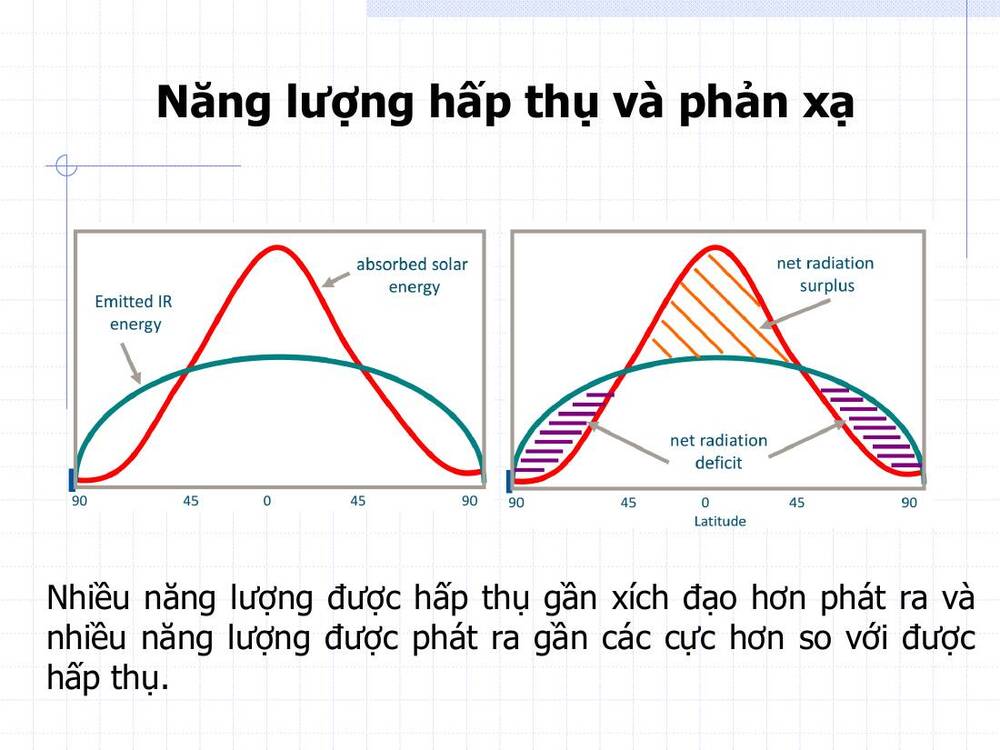 Năng lượng hấp thụ và phản xạ
absorbed solar
energy
Emitted IR
energy
90 45 0 45 90
net radiation
surplus
net radiation
deficit
90 45 0 45 90
Latitude
Nhiều năng lượng được hấp thụ gần xích đạo hơn phát ra và
nhiều năng lượng được phát ra gần các cực hơn so với được
hấp thụ.